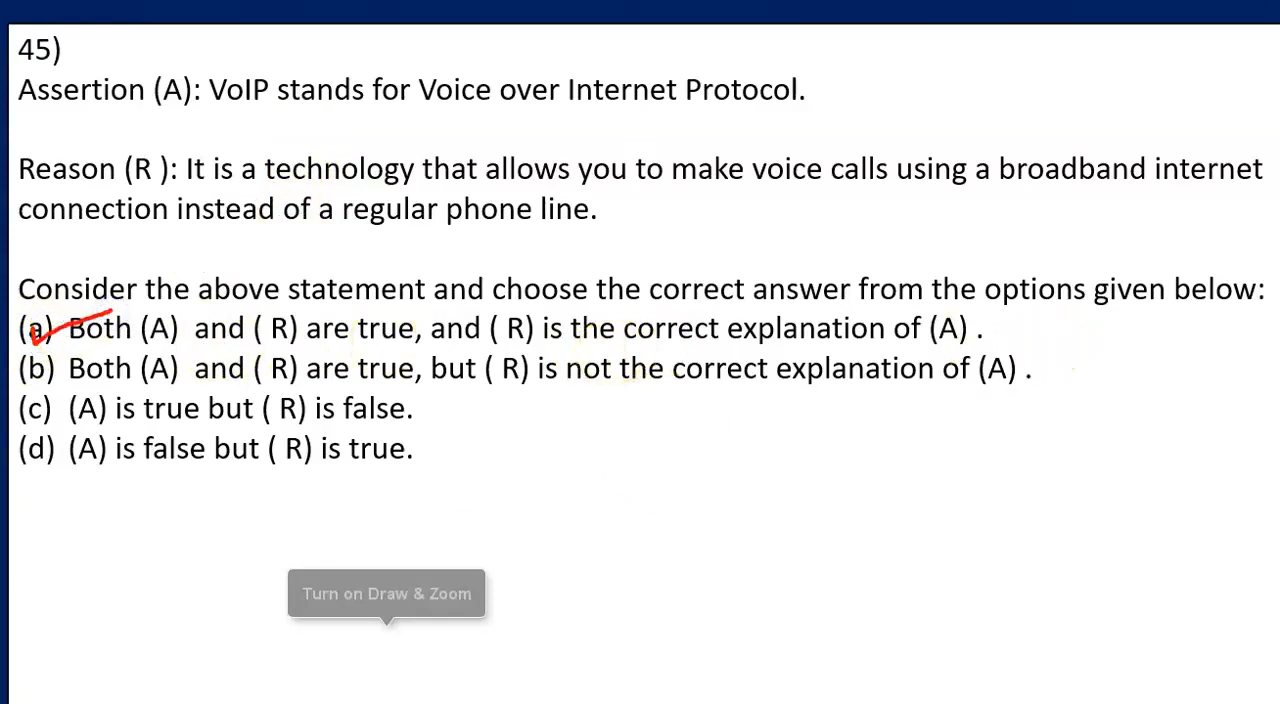 45)
Assertion (A): VoIP stands for Voice over Internet Protocol.
Reason (R ): It is a technology that allows you to make voice calls using a broadband internet
connection instead of a regular phone line.
Consider the above statement and choose the correct answer from the options given below:
(a) Both (A) and ( R) are true, and ( R) is the correct explanation of (A) .
(b) Both (A) and ( R) are true, but ( R) is not the correct explanation of (A) .
(c) (A) is true but ( R) is false.
(d) (A) is false but ( R) is true.
Turn on Draw & Zoom